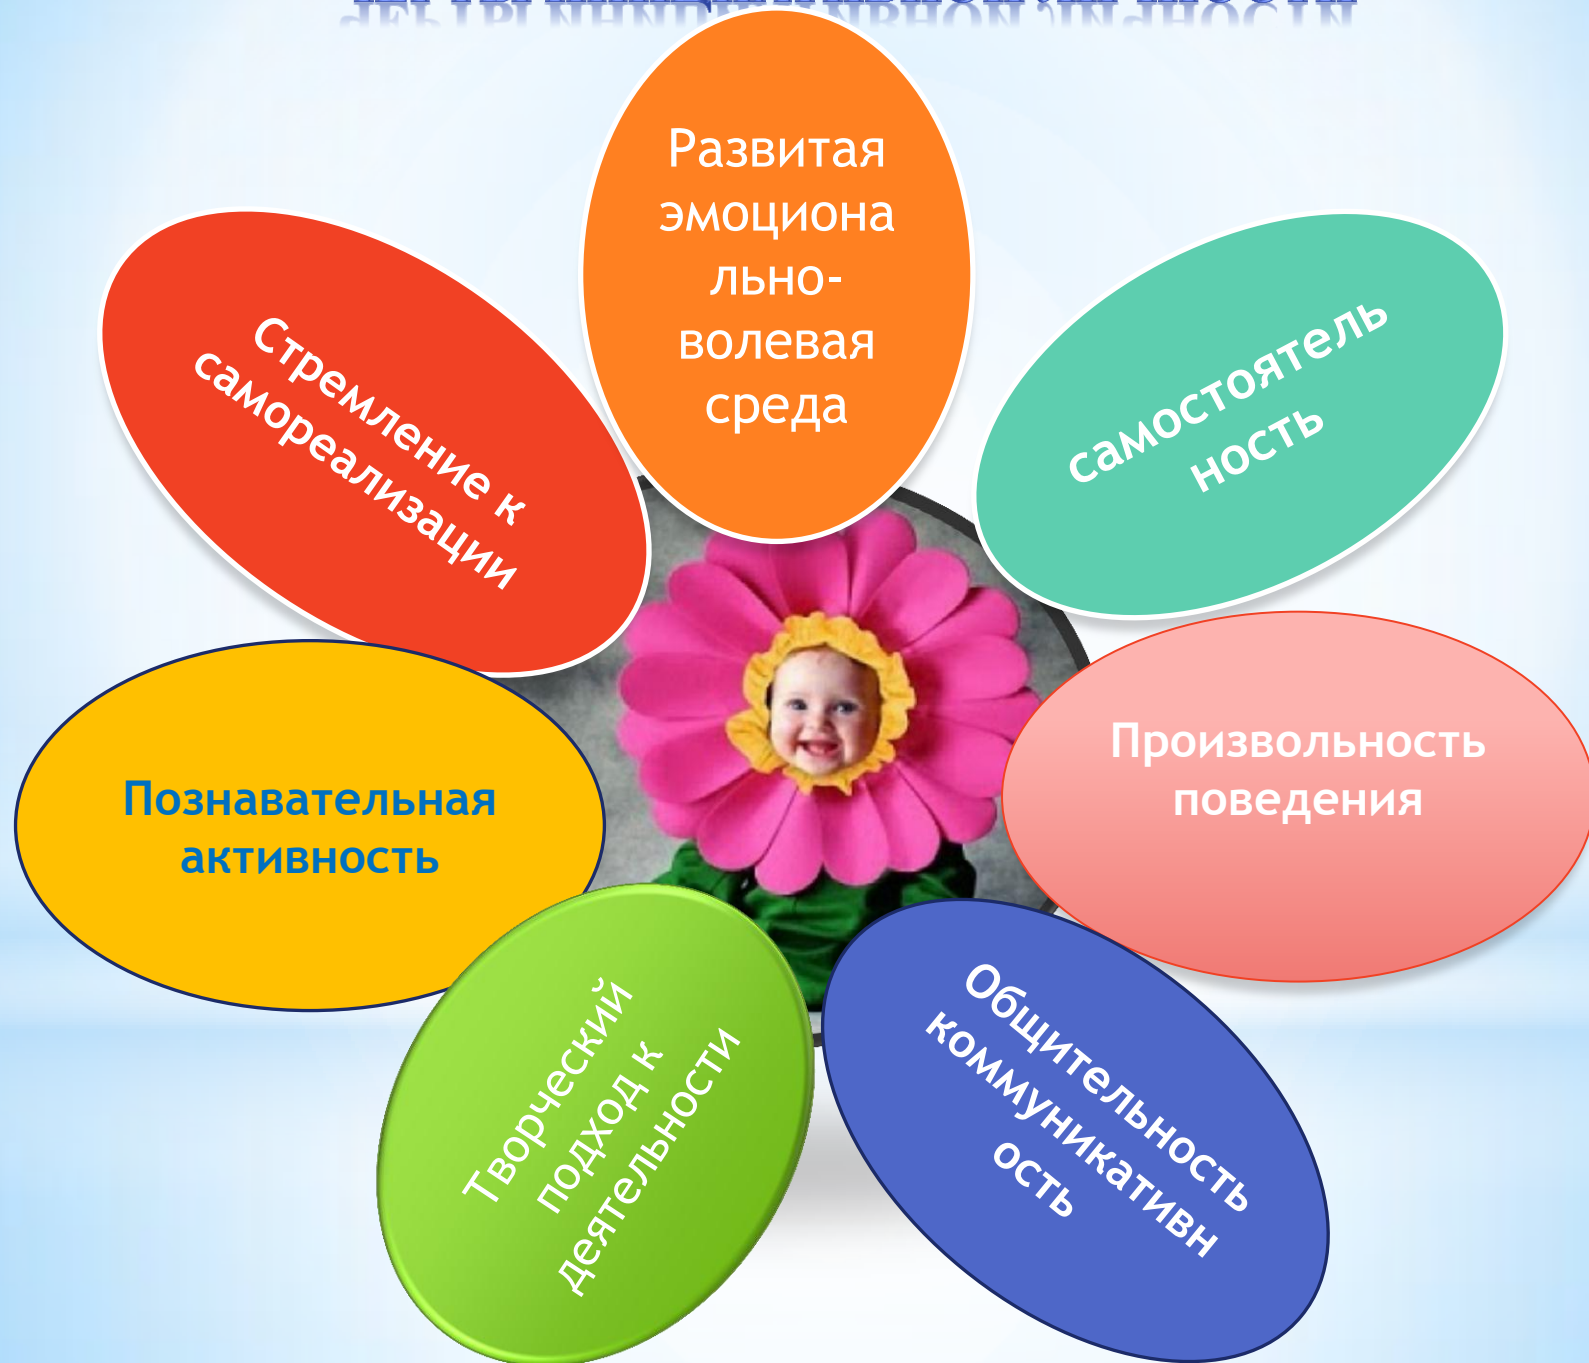 Развитая
эмоциона
льно-
волевая
среда
Стремление к
самореализации
самостоятель
ность
Познавательная
активность
Произвольность
поведения
Творческий
подход к
деятельности
Общительность
коммуникативн
ость